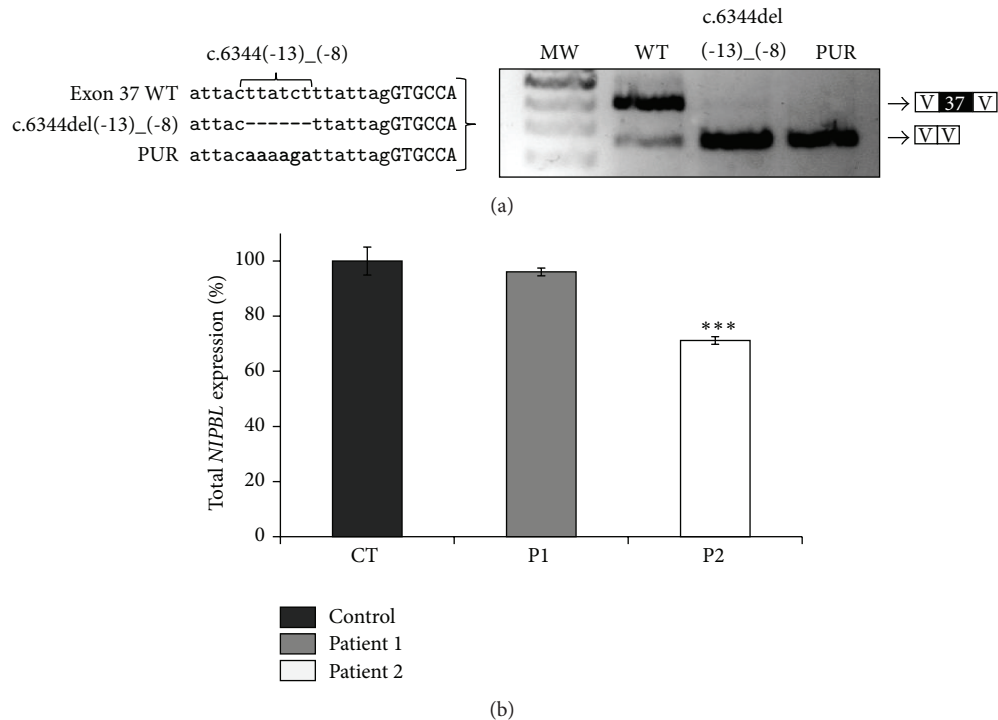 c.6344(-13)_(-8)
Exon 37 WT attacttatctttattagGTGCCA
c.6344del(-13)_(-8) attac------ttattagGTGCCA
PUR attacaaaagattattagGTGCCA
c.6344del
MW WT (-13)_(-8) PUR
V 37 V
V V
(a)
Total NIPBL expression (%)
100
80
60
40
20
0
***
CT P1 P2
Control
Patient 1
Patient 2
(b)